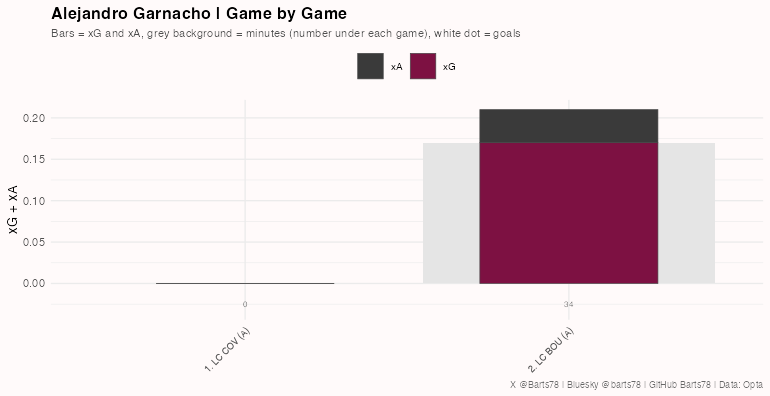 Alejandro Garnacho | Game by Game
Bars = xG and xA, grey background = minutes (number under each game), white dot = goals
xA xG
xG + xA
0.20
0.15
0.10
0.05
0.00
0 34
1. LC COV (A) 2. LC BOU (A)
X @Barts78 | Bluesky @barts78 | GitHub Barts78 | Data: Opta